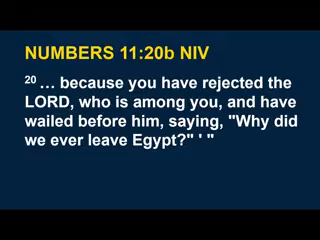 NUMBERS 11:20b NIV
20 … because you have rejected the
LORD, who is among you, and have
wailed before him, saying, "Why did
we ever leave Egypt?" ' "